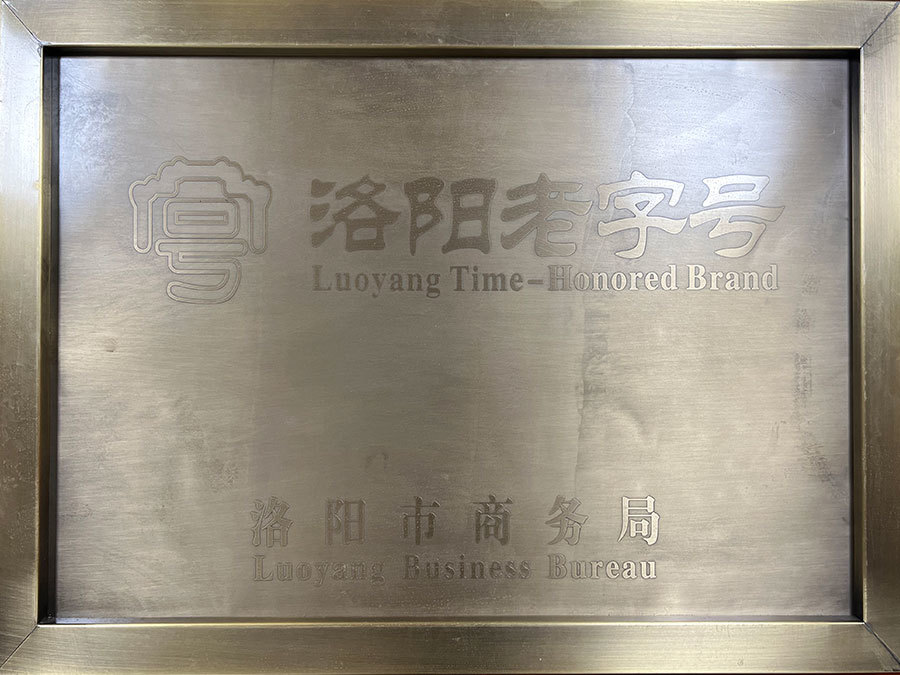 洛阳老字号
Luoyang Time-Honored Brand
洛阳市商务局
Luoyang Business Bureau